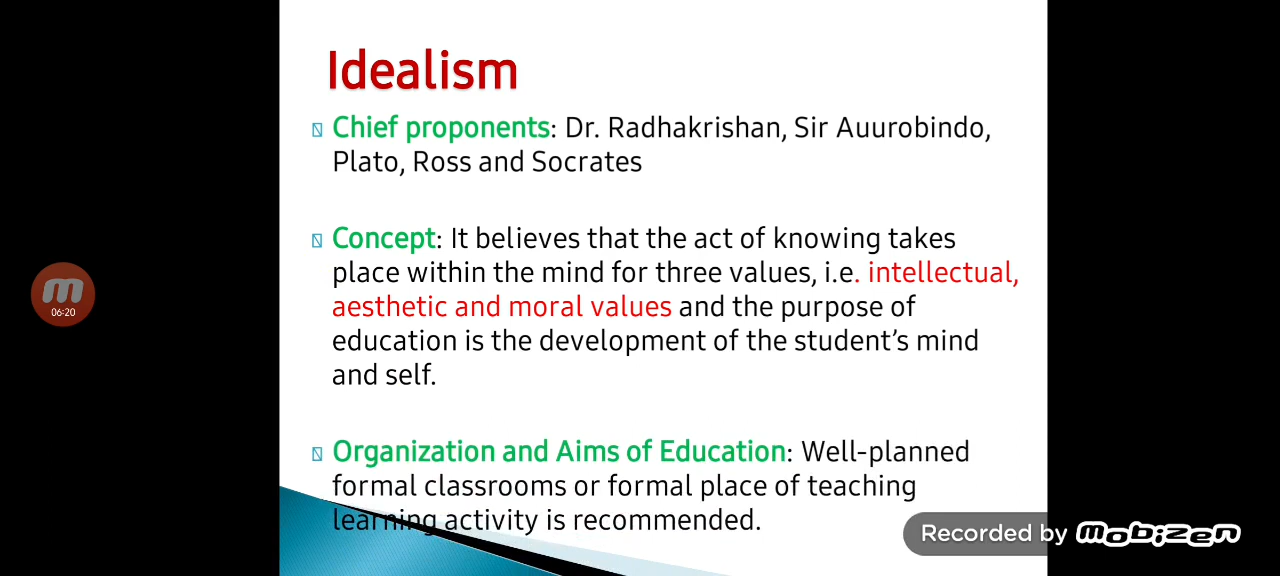 Idealism
Chief proponents: Dr. Radhakrishan, Sir Auurobindo,
Plato, Ross and Socrates
Concept: It believes that the act of knowing takes
place within the mind for three values, i.e. intellectual,
aesthetic and moral values and the purpose of
education is the development of the student's mind
and self.
Organization and Aims of Education: Well-planned
formal classrooms or formal place of teaching
learning activity is recommended.
m
06:20
Recorded by mobizen